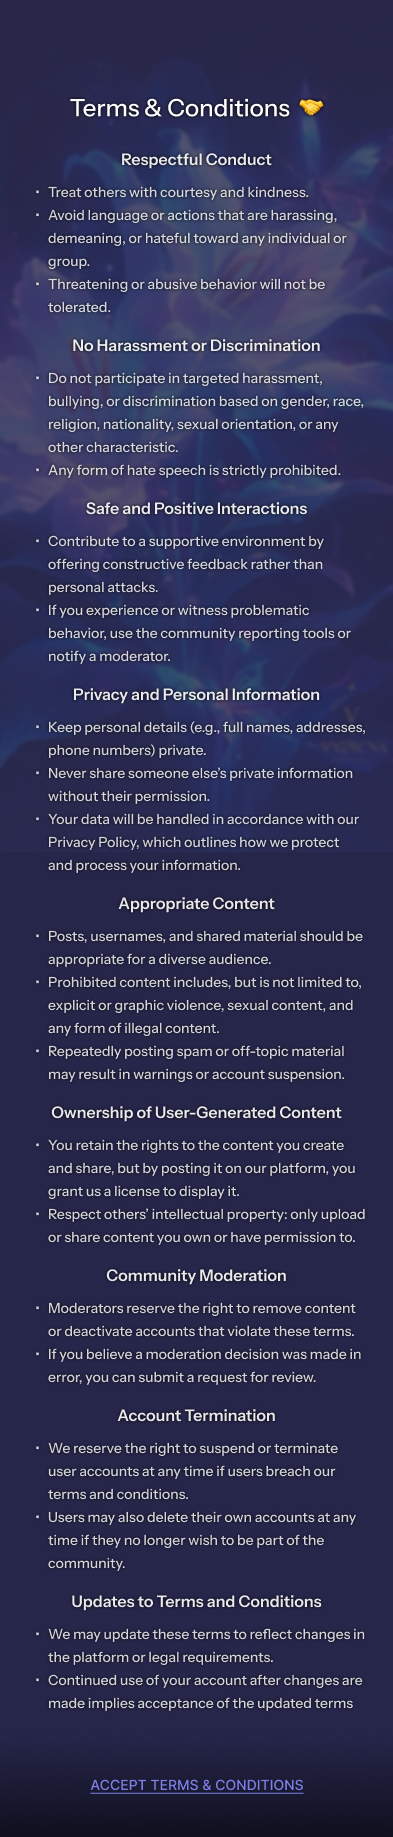 Terms & Conditions 🤝
Respectful Conduct
• Treat others with courtesy and kindness.
• Avoid language or actions that are harassing,
demeaning, or hateful toward any individual or
group.
• Threatening or abusive behavior will not be
tolerated.
No Harassment or Discrimination
• Do not participate in targeted harassment,
bullying, or discrimination based on gender, race,
religion, nationality, sexual orientation, or any
other characteristic.
• Any form of hate speech is strictly prohibited.
Safe and Positive Interactions
• Contribute to a supportive environment by
offering constructive feedback rather than
personal attacks.
• If you experience or witness problematic
behavior, use the community reporting tools or
notify a moderator.
Privacy and Personal Information
• Keep personal details (e.g., full names, addresses,
phone numbers) private.
• Never share someone else’s private information
without their permission.
• Your data will be handled in accordance with our
Privacy Policy, which outlines how we protect
and process your information.
Appropriate Content
• Posts, usernames, and shared material should be
appropriate for a diverse audience.
• Prohibited content includes, but is not limited to,
explicit or graphic violence, sexual content, and
any form of illegal content.
• Repeatedly posting spam or off-topic material
may result in warnings or account suspension.
Ownership of User-Generated Content
• You retain the rights to the content you create
and share, but by posting it on our platform, you
grant us a license to display it.
• Respect others’ intellectual property: only upload
or share content you own or have permission to.
Community Moderation
• Moderators reserve the right to remove content
or deactivate accounts that violate these terms.
• If you believe a moderation decision was made in
error, you can submit a request for review.
Account Termination
• We reserve the right to suspend or terminate
user accounts at any time if users breach our
terms and conditions.
• Users may also delete their own accounts at any
time if they no longer wish to be part of the
community.
Updates to Terms and Conditions
• We may update these terms to reflect changes in
the platform or legal requirements.
• Continued use of your account after changes are
made implies acceptance of the updated terms
ACCEPT TERMS & CONDITIONS